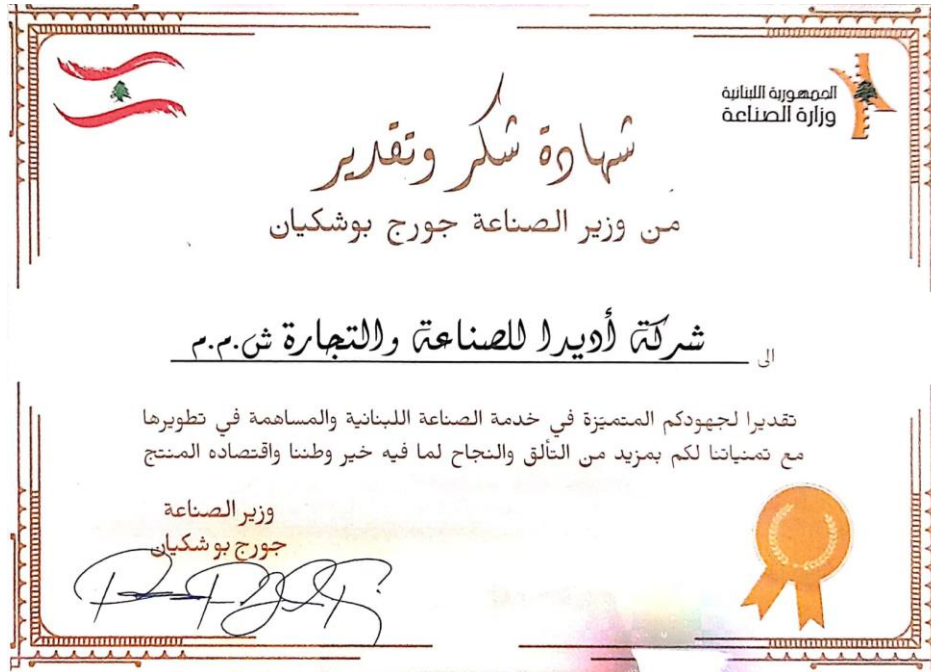 الجمهورية اللبنانية
وزارة الصناعة
شهادة شكر وتقدير
من وزير الصناعة جورج بوشكيان
الى شركة أديرا للصناعة والتجارة ش.م.م
تقديرا لجهودكم المتميّزة في خدمة الصناعة اللبنانية والمساهمة في تطويرها
مع تمنياتنا لكم بمزيد من التألق والنجاح لما فيه خير وطننا واقتصاده المنتج
وزير الصناعة
جورج بوشكيان